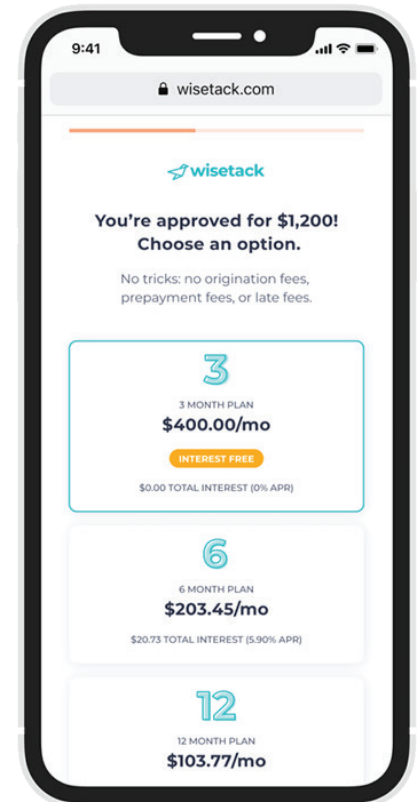 9:41
wisetack.com
wisetack
You're approved for $1,200!
Choose an option.
No tricks: no origination fees,
prepayment fees, or late fees.
3
3 MONTH PLAN
$400.00/mo
INTEREST FREE
$0.00 TOTAL INTEREST (0% APR)
6
6 MONTH PLAN
$203.45/mo
$20.73 TOTAL INTEREST (5.90% APR)
12
12 MONTH PLAN
$103.77/mo